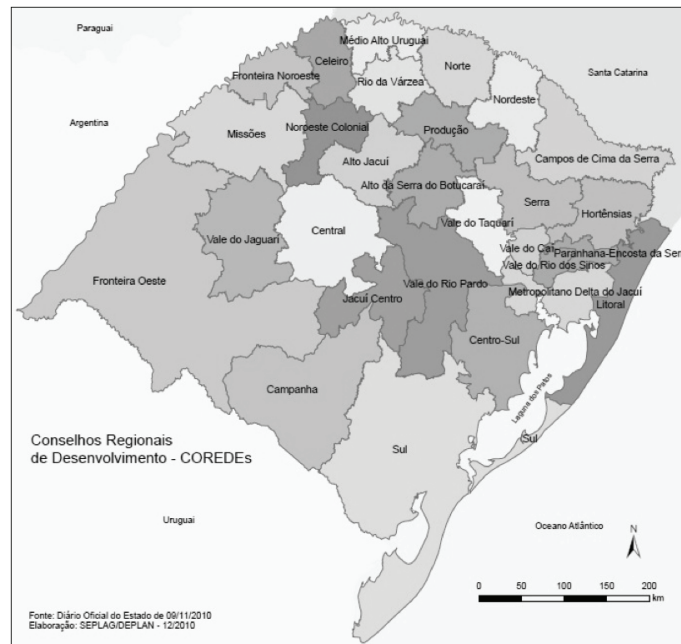 Paraguai
Médio Alto Uruguai
Celeiro
Fronteira Noroeste
Norte
Rio da Várzea
Santa Catarina
Nordeste
Argentina
Missões
Noroeste Colonial
Produção
Alto Jacuí
Campos de Cima da Serra
Alto da Serra do Botucaraí
Serra
Hortênsias
Vale do Taquari
Central
Vale do Jaguari
Vale do Caí
Paranhana-Encosta da Ser
Vale do Rio dos Sinos
Fronteira Oeste
Vale do Rio Pardo
Metropolitano Delta do Jacuí
Jacuí Centro
Litoral
Centro-Sul
Campanha
Laguna dos Patos
Conselhos Regionais
de Desenvolvimento - COREDEs
Sul
Sul
Uruguai
Oceano Atlântico
N
0 50 100 150 200
km
Fonte: Diário Oficial do Estado de 09/11/2010
Elaboração: SEPLAG/DEPLAN - 12/2010